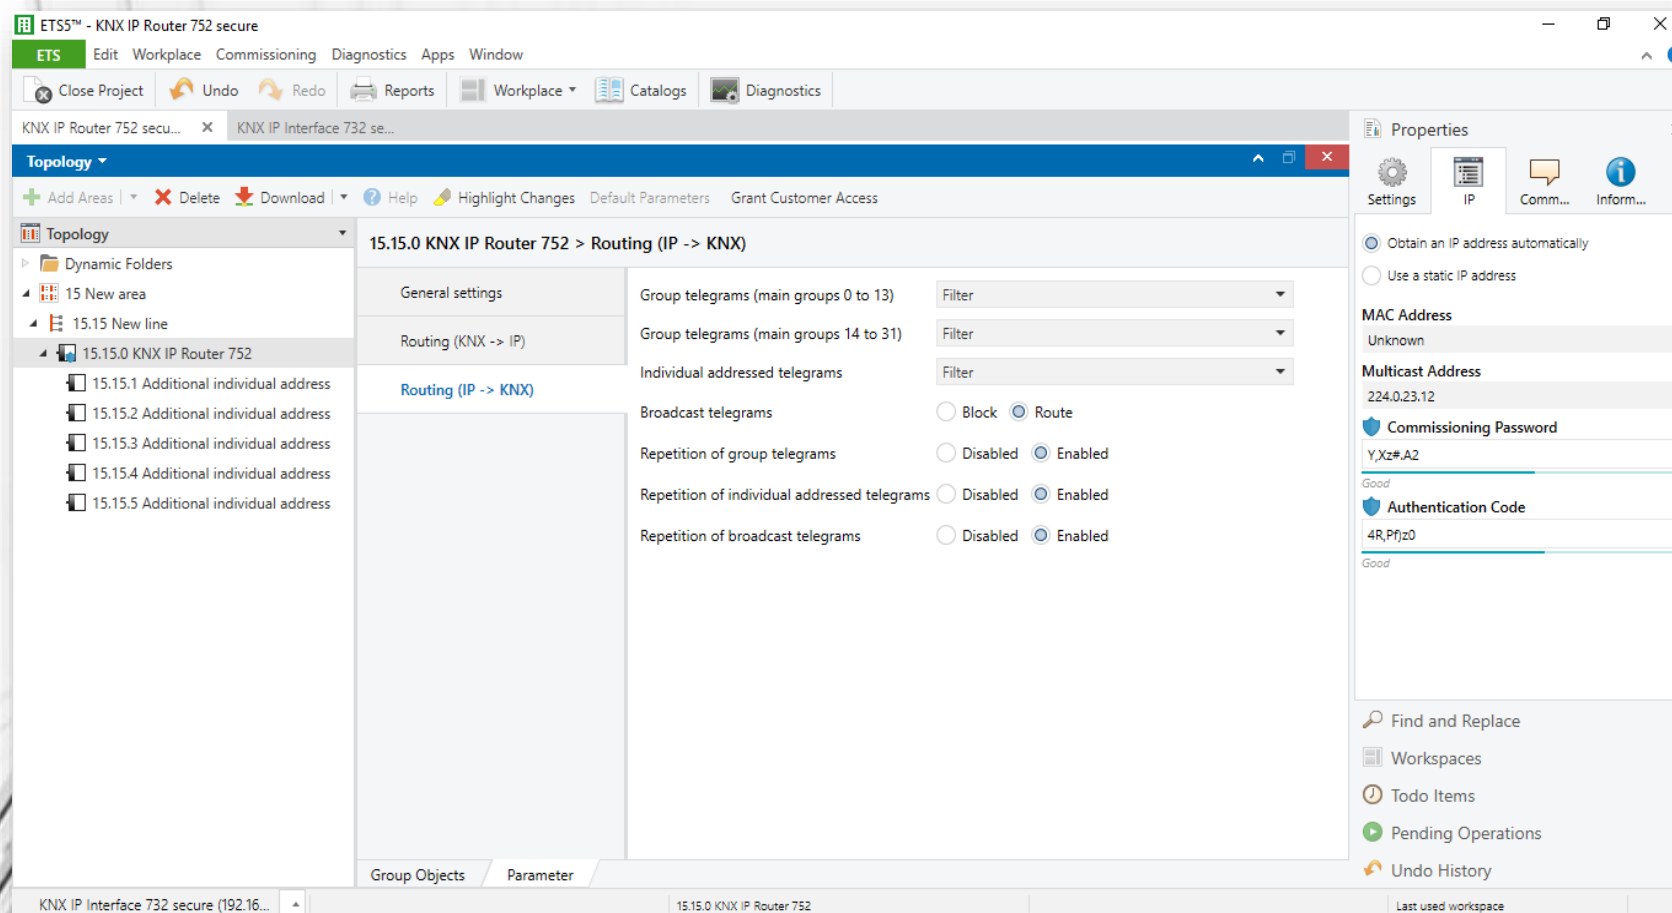 ETS5™ - KNX IP Router 752 secure
ETS Edit Workplace Commissioning Diagnostics Apps Window
Close Project Undo Redo Reports Workplace Catalogs Diagnostics
KNX IP Router 752 secu... KNX IP Interface 732 se...
Topology
Add Areas Delete Download Help Highlight Changes Default Parameters Grant Customer Access
Topology
Dynamic Folders
15 New area
15.15 New line
15.15.0 KNX IP Router 752
15.15.1 Additional individual address
15.15.2 Additional individual address
15.15.3 Additional individual address
15.15.4 Additional individual address
15.15.5 Additional individual address
15.15.0 KNX IP Router 752 > Routing (IP -> KNX)
General settings
Routing (KNX -> IP)
Routing (IP -> KNX)
Group telegrams (main groups 0 to 13) Filter
Group telegrams (main groups 14 to 31) Filter
Individual addressed telegrams Filter
Broadcast telegrams Block Route
Repetition of group telegrams Disabled Enabled
Repetition of individual addressed telegrams Disabled Enabled
Repetition of broadcast telegrams Disabled Enabled
Group Objects Parameter
Properties
Settings IP Comm... Inform...
Obtain an IP address automatically
Use a static IP address
MAC Address
Unknown
Multicast Address
224.0.23.12
Commissioning Password
Y,Xz#.A2
Good
Authentication Code
4R,Pf)z0
Good
Find and Replace
Workspaces
Todo Items
Pending Operations
Undo History
KNX IP Interface 732 secure (192.16... 15.15.0 KNX IP Router 752 Last used workspace